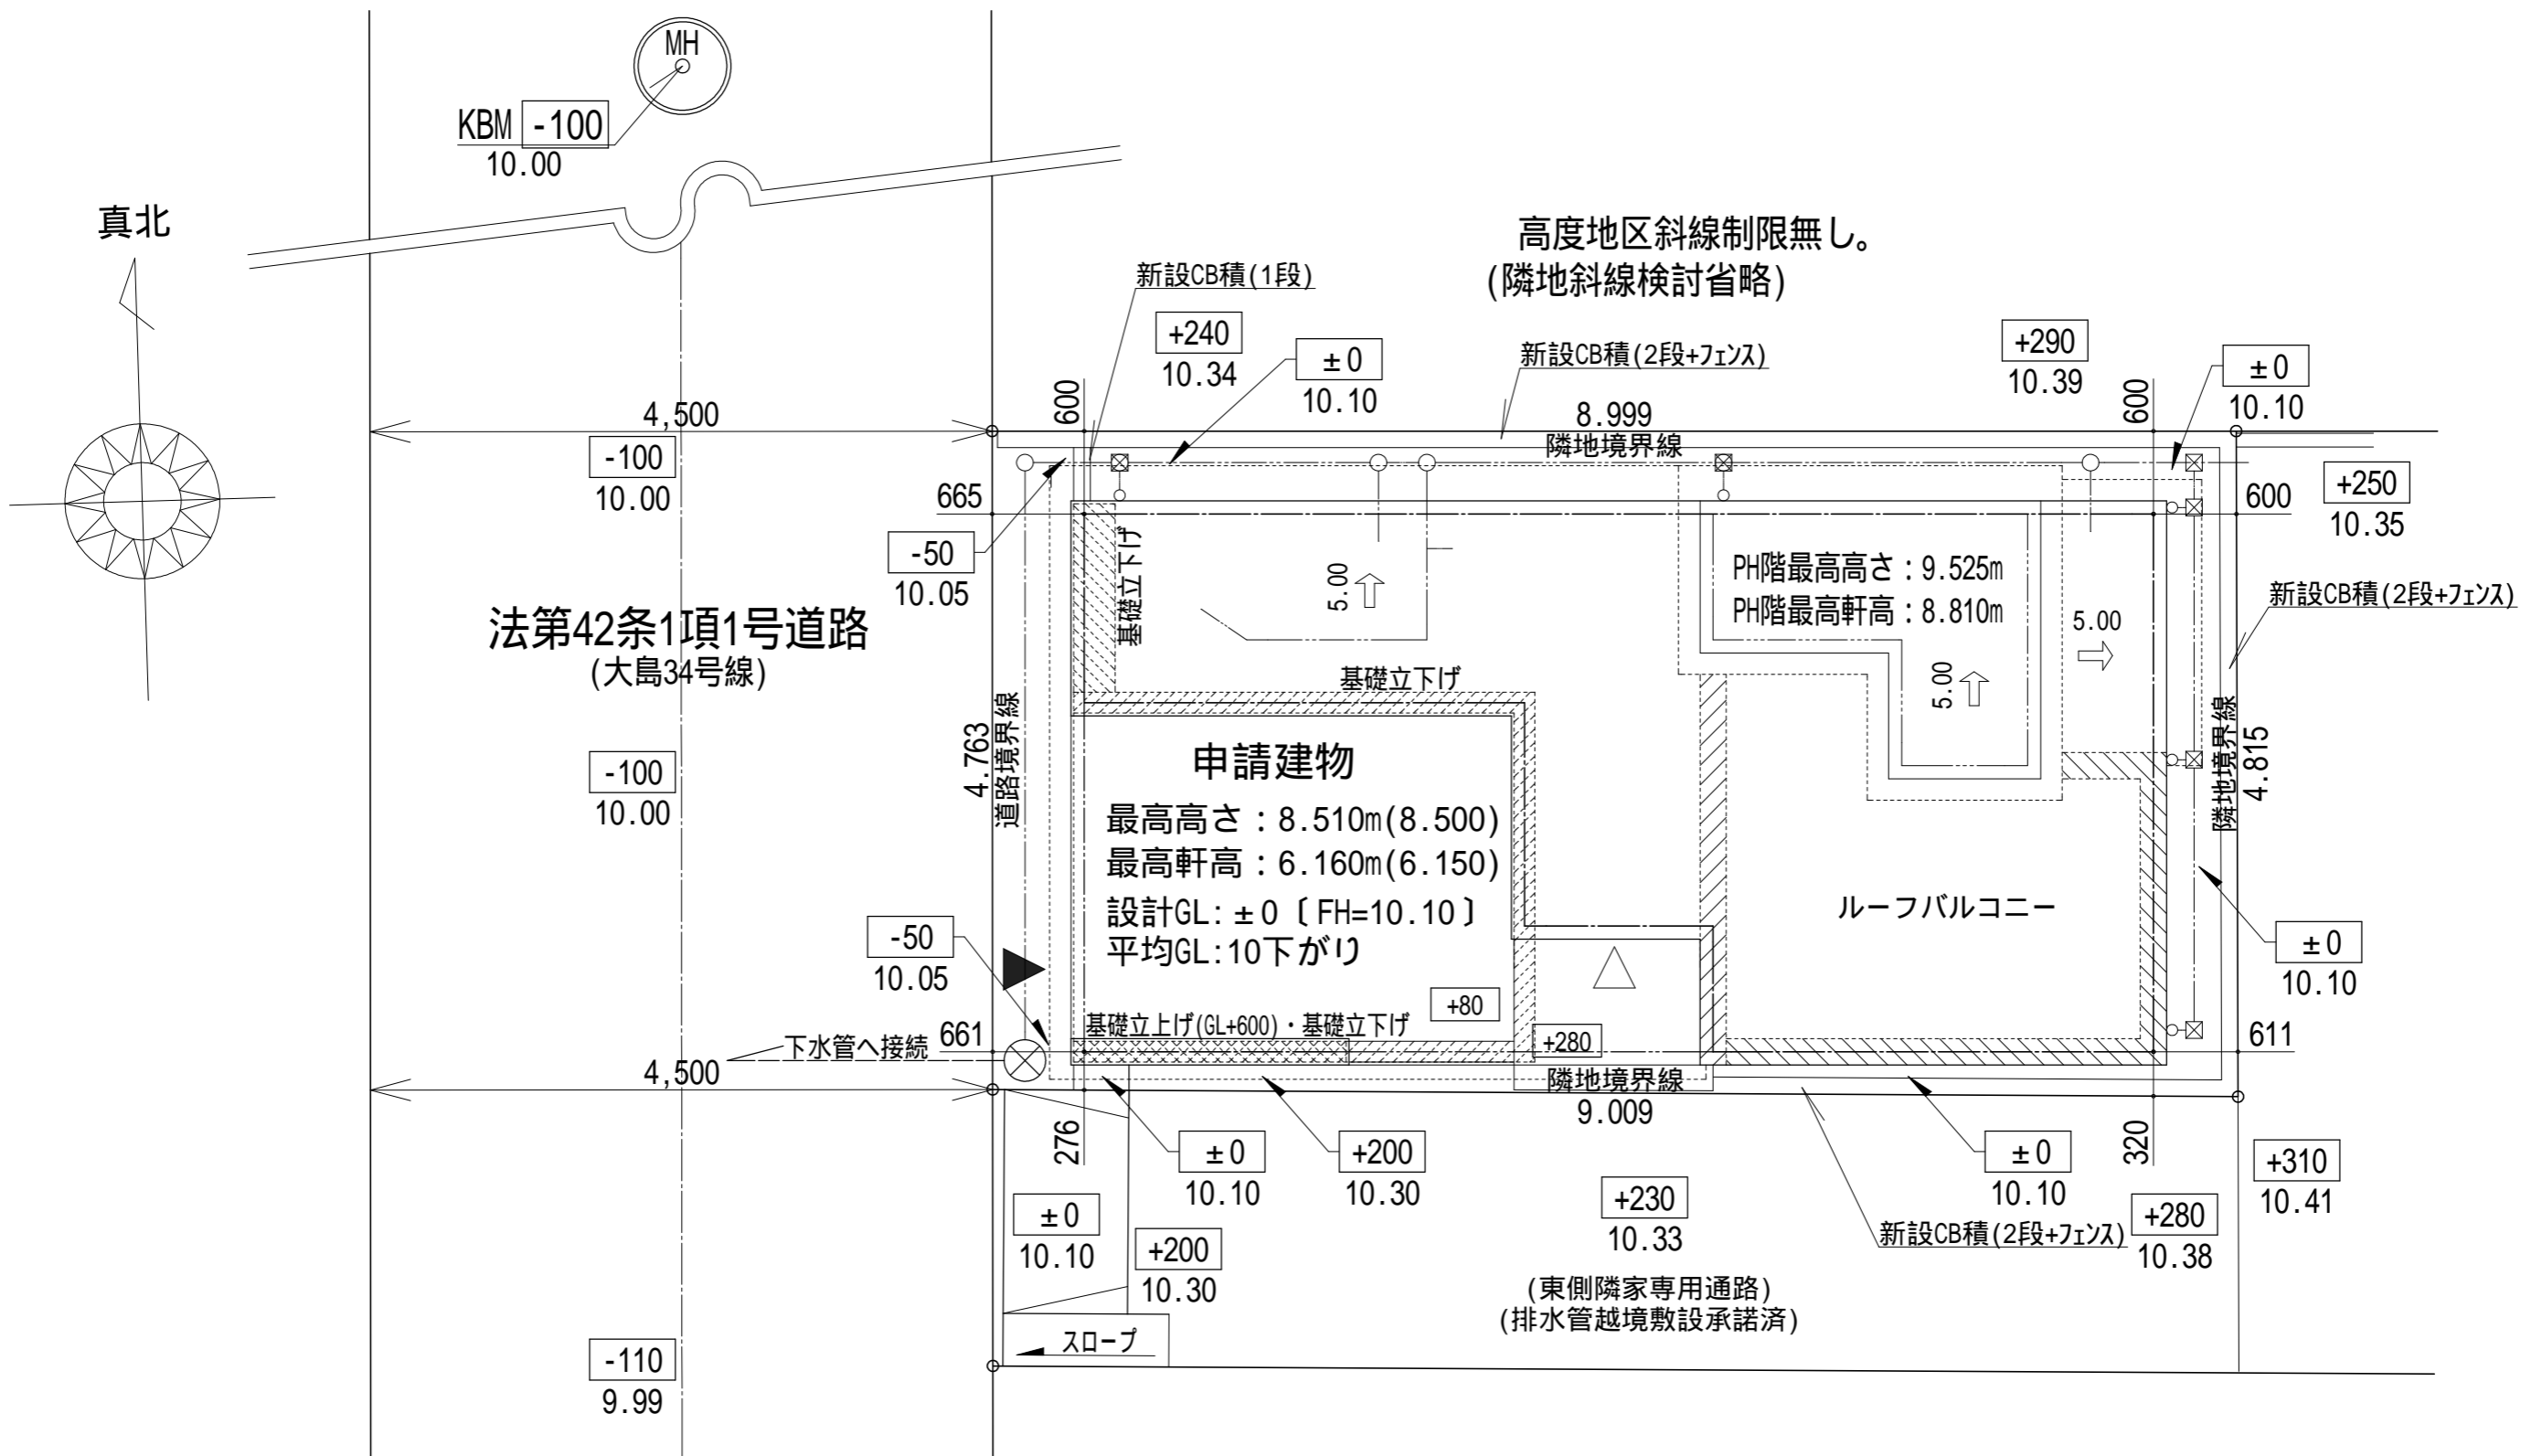 MH
KBM -100
10.00
真北
高度地区斜線制限無し。
(隣地斜線検討省略)
新設CB積(1段)
+240
10.34
±0
10.10
新設CB積(2段+フェンス)
+290
10.39
±0
10.10
600
600
4,500
8.999
隣地境界線
-100
10.00
665
600
+250
10.35
-50
10.05
基礎立下げ
5.00
PH階最高高さ:9.525m
PH階最高軒高:8.810m
新設CB積(2段+フェンス)
5.00
5.00
法第42条1項1号道路
(大島34号線)
基礎立下げ
4.763
道路境界線
隣地境界線
4.815
-100
10.00
申請建物
最高高さ:8.510m(8.500)
最高軒高:6.160m(6.150)
設計GL:±0〔FH=10.10〕
平均GL:10下がり
ルーフバルコニー
-50
10.05
±0
10.10
+80
基礎立上げ(GL+600)・基礎立下げ
+280
下水管へ接続
661
611
4,500
隣地境界線
9.009
276
320
±0
10.10
+200
10.30
±0
10.10
+310
10.41
±0
10.10
+200
10.30
+230
10.33
新設CB積(2段+フェンス)
+280
10.38
(東側隣家専用通路)
(排水管越境敷設承諾済)
スロープ
-110
9.99